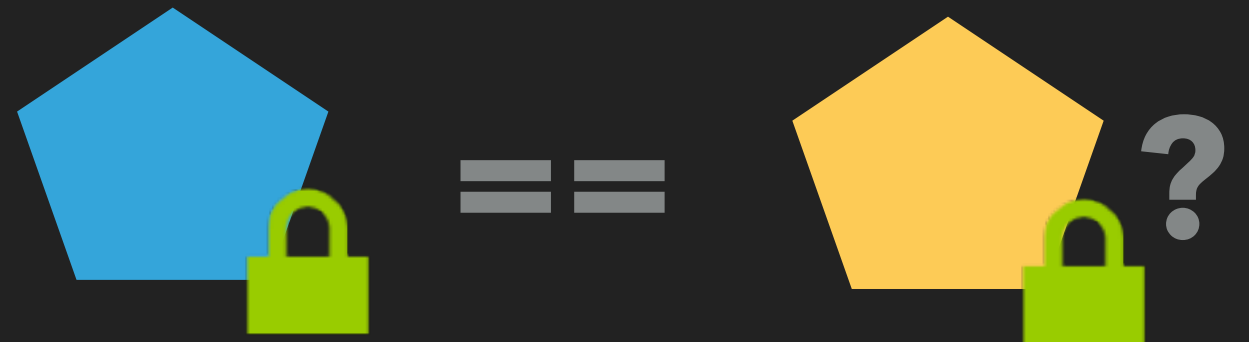 == ?